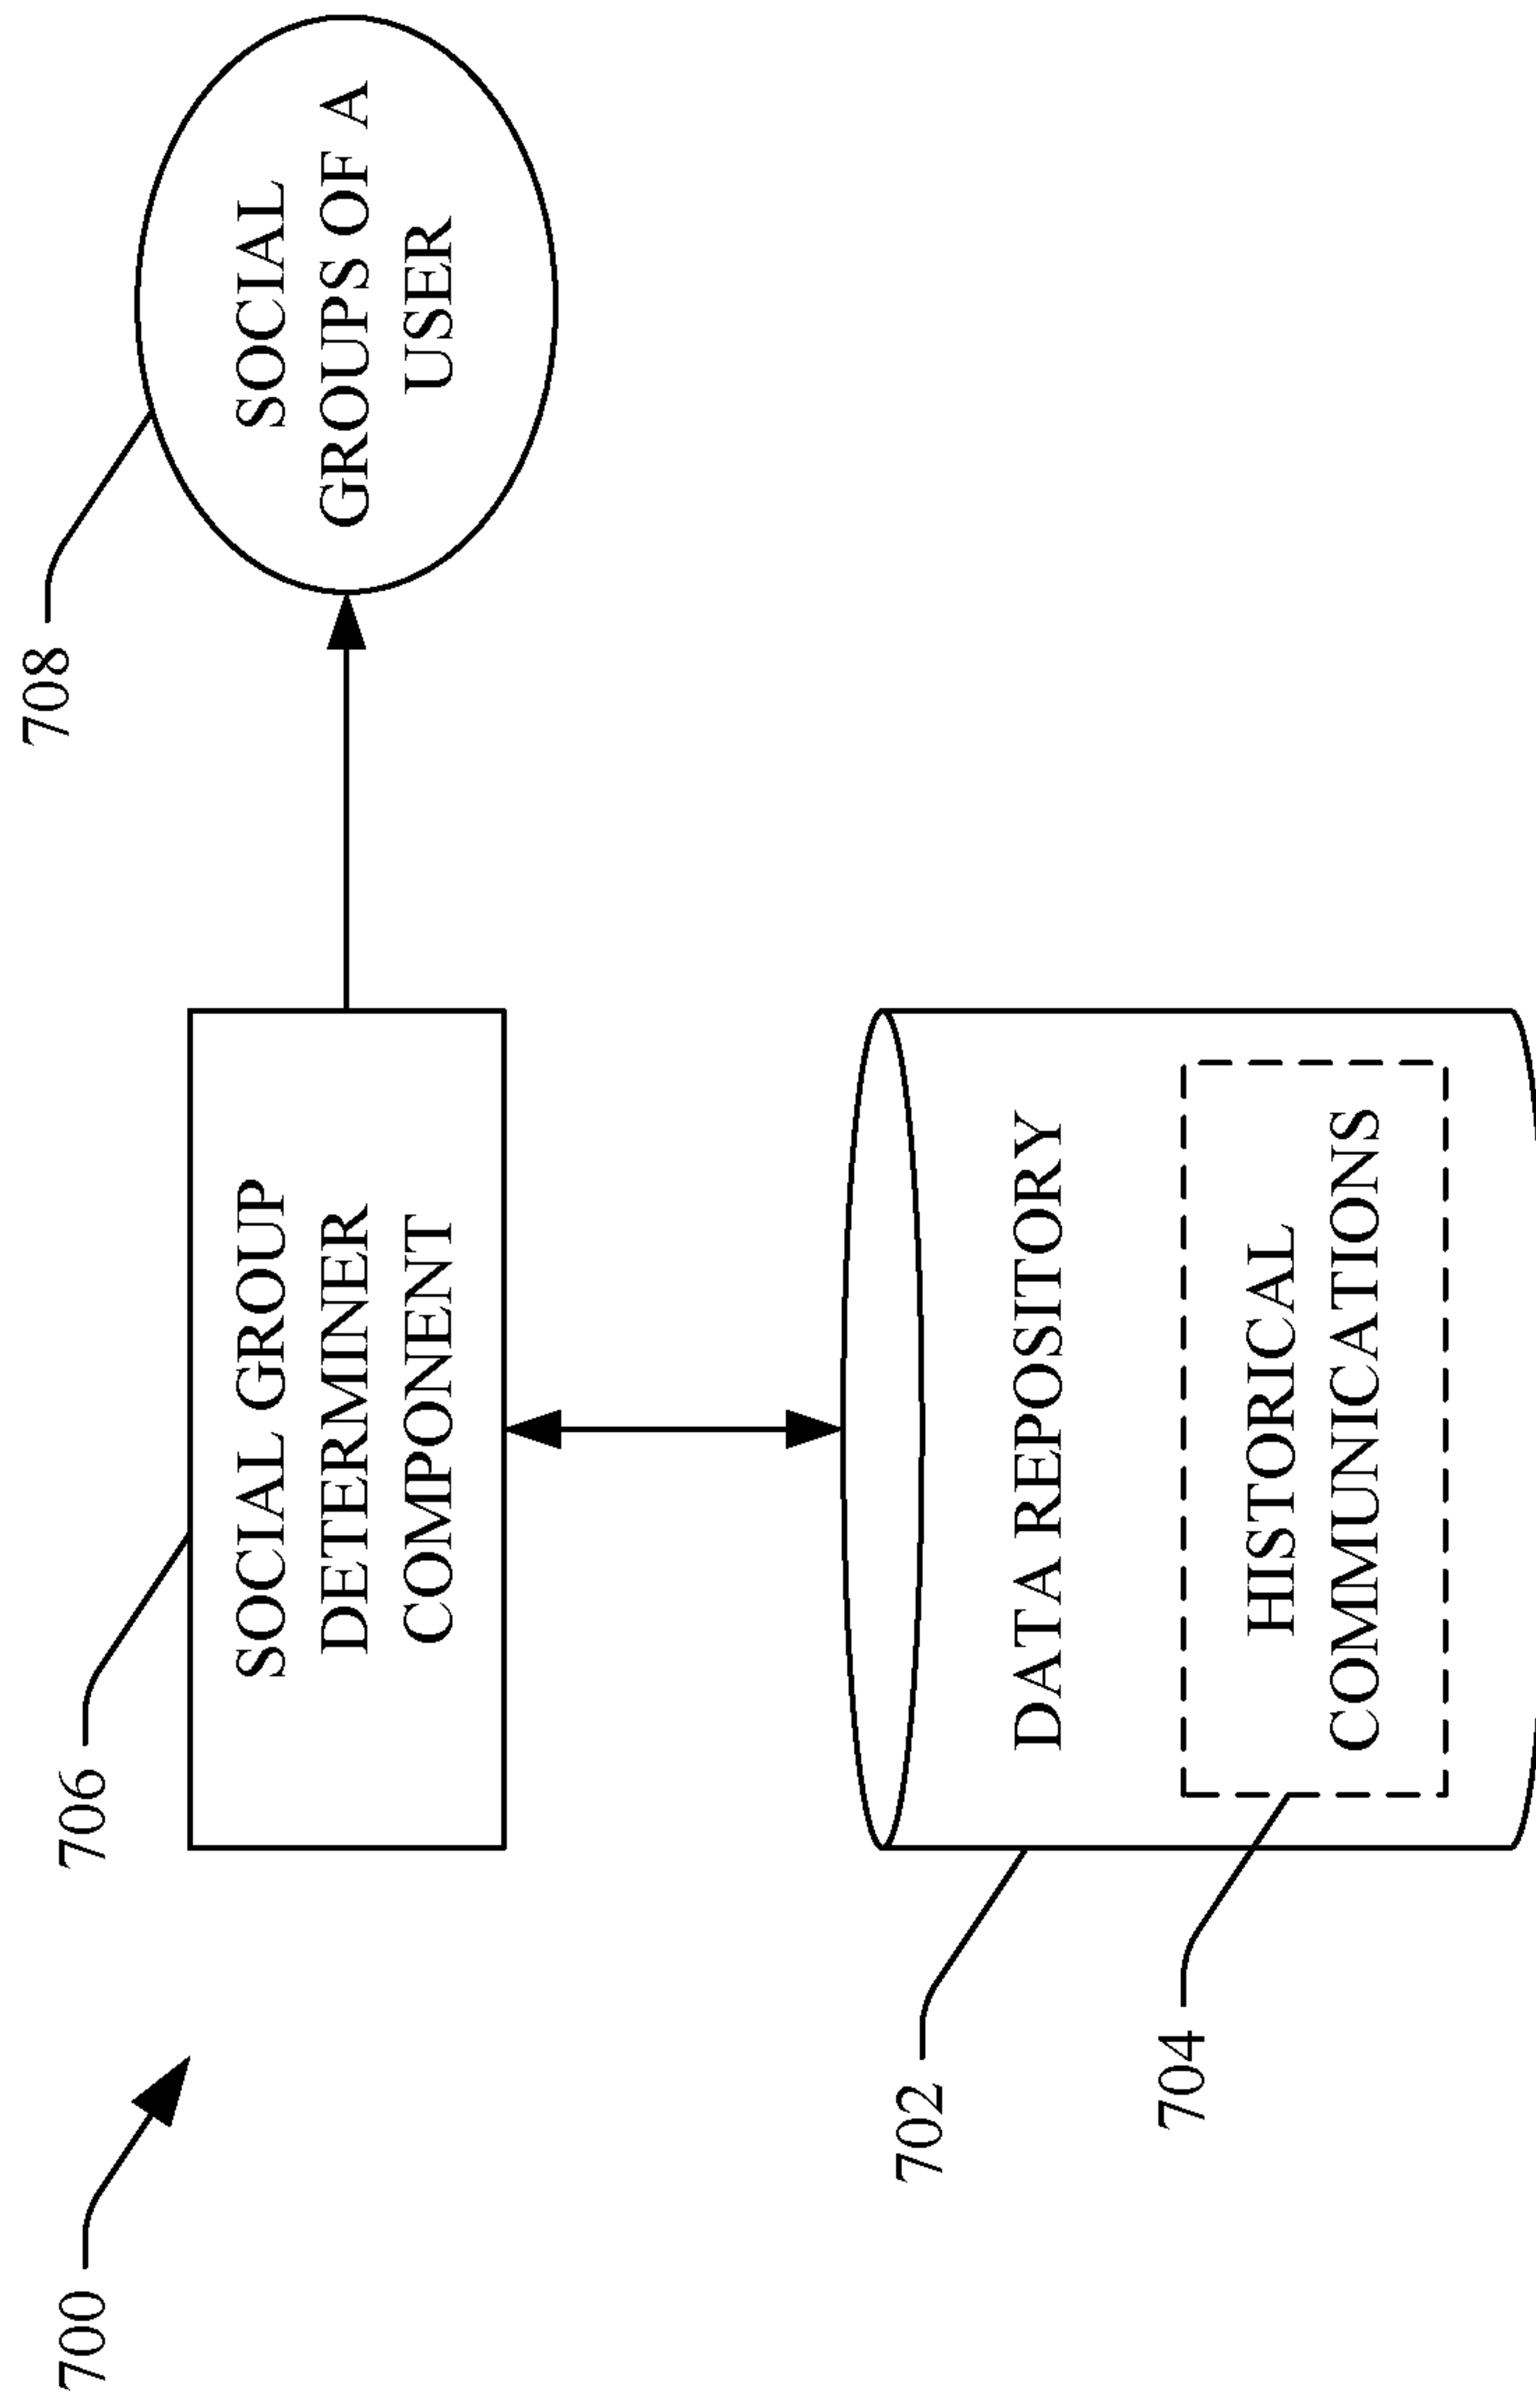 700
706
SOCIAL GROUP
DETERMINER
COMPONENT
708
SOCIAL
GROUPS OF A
USER
702
DATA REPOSITORY
704
HISTORICAL
COMMUNICATIONS